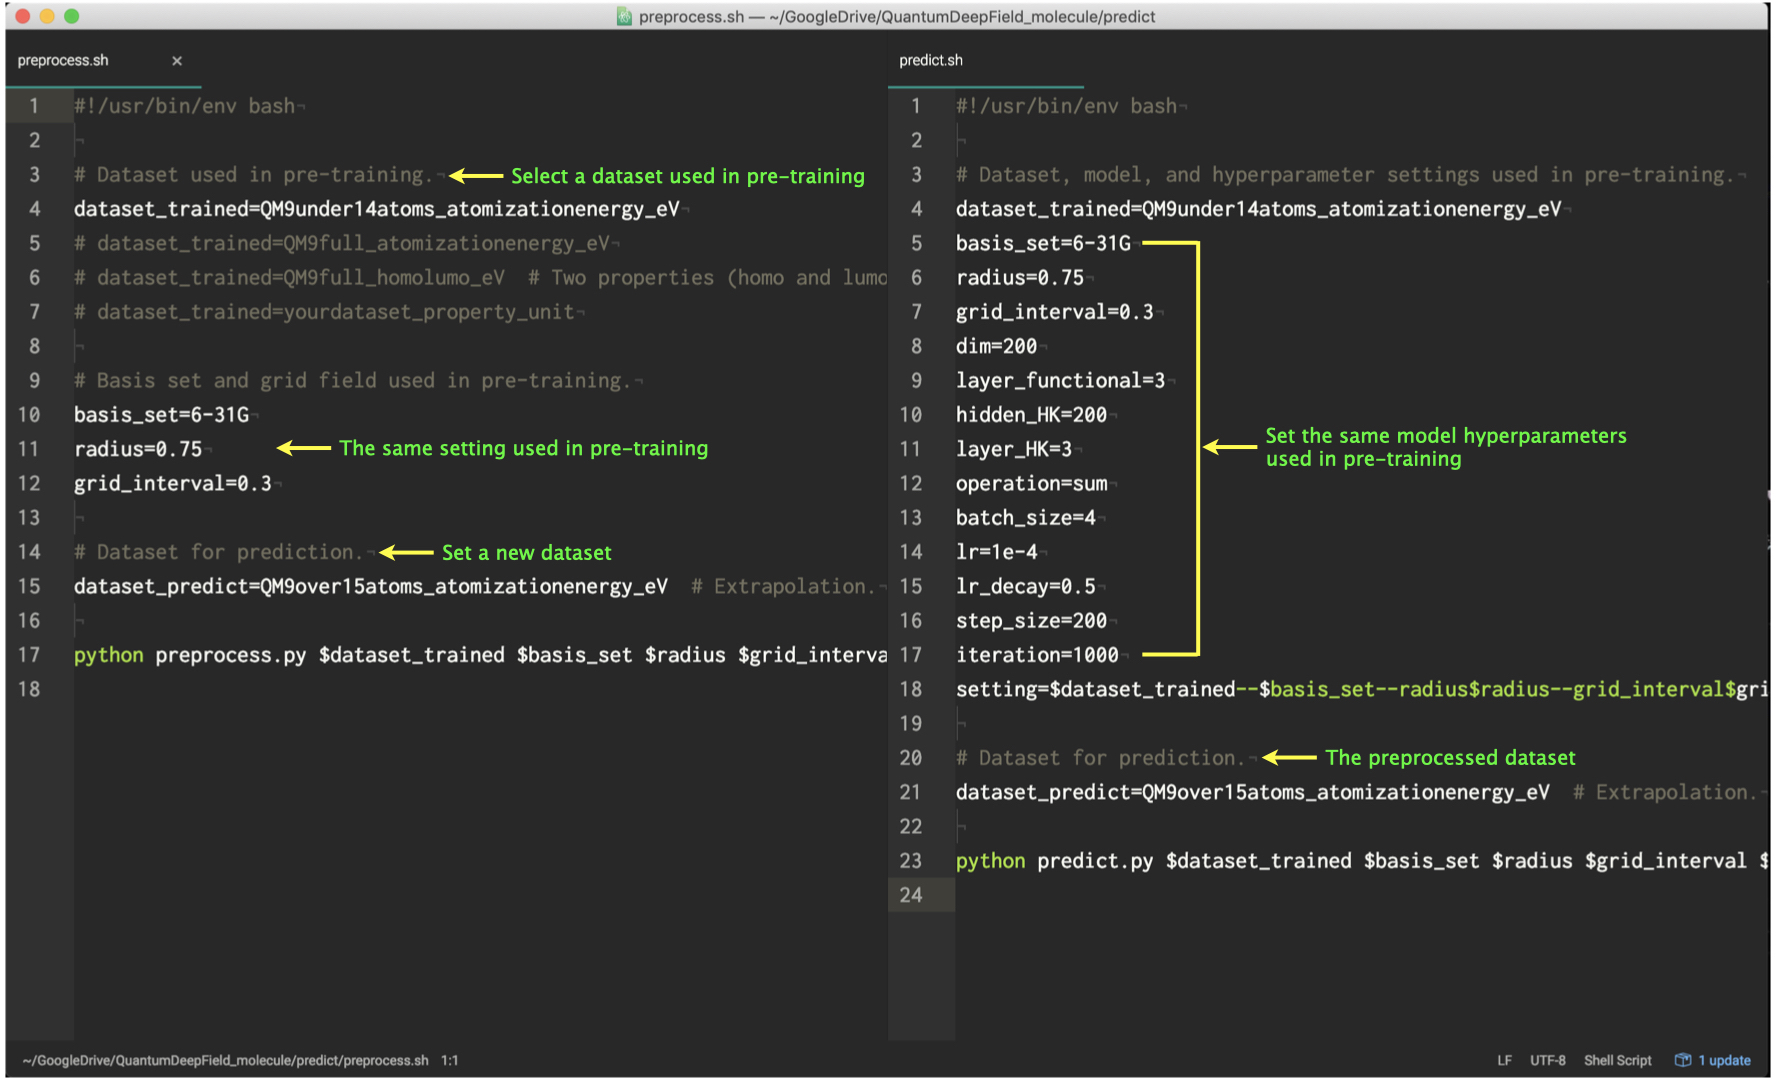 preprocess.sh — ~/GoogleDrive/QuantumDeepField_molecule/predict
preprocess.sh ×
1 #!/usr/bin/env bash
2
3 # Dataset used in pre-training. Select a dataset used in pre-training
4 dataset_trained=QM9under14atoms_atomizationenergy_eV
5 # dataset_trained=QM9full_atomizationenergy_eV
6 # dataset_trained=QM9full_homolumo_eV  # Two properties (homo and lumo
7 # dataset_trained=yourdataset_property_unit
8
9 # Basis set and grid field used in pre-training.
10 basis_set=6-31G
11 radius=0.75 The same setting used in pre-training
12 grid_interval=0.3
13
14 # Dataset for prediction. Set a new dataset
15 dataset_predict=QM9over15atoms_atomizationenergy_eV  # Extrapolation.
16
17 python preprocess.py $dataset_trained $basis_set $radius $grid_interva
18
predict.sh
1 #!/usr/bin/env bash
2
3 # Dataset, model, and hyperparameter settings used in pre-training.
4 dataset_trained=QM9under14atoms_atomizationenergy_eV
5 basis_set=6-31G
6 radius=0.75
7 grid_interval=0.3
8 dim=200
9 layer_functional=3
10 hidden_HK=200
11 layer_HK=3
Set the same model hyperparameters
used in pre-training
12 operation=sum
13 batch_size=4
14 lr=1e-4
15 lr_decay=0.5
16 step_size=200
17 iteration=1000
18 setting=$dataset_trained--$basis_set--radius$radius--grid_interval$gri
19
20 # Dataset for prediction. The preprocessed dataset
21 dataset_predict=QM9over15atoms_atomizationenergy_eV  # Extrapolation.
22
23 python predict.py $dataset_trained $basis_set $radius $grid_interval $
24
~/GoogleDrive/QuantumDeepField_molecule/predict/preprocess.sh 1:1
LF UTF-8 Shell Script 1 update